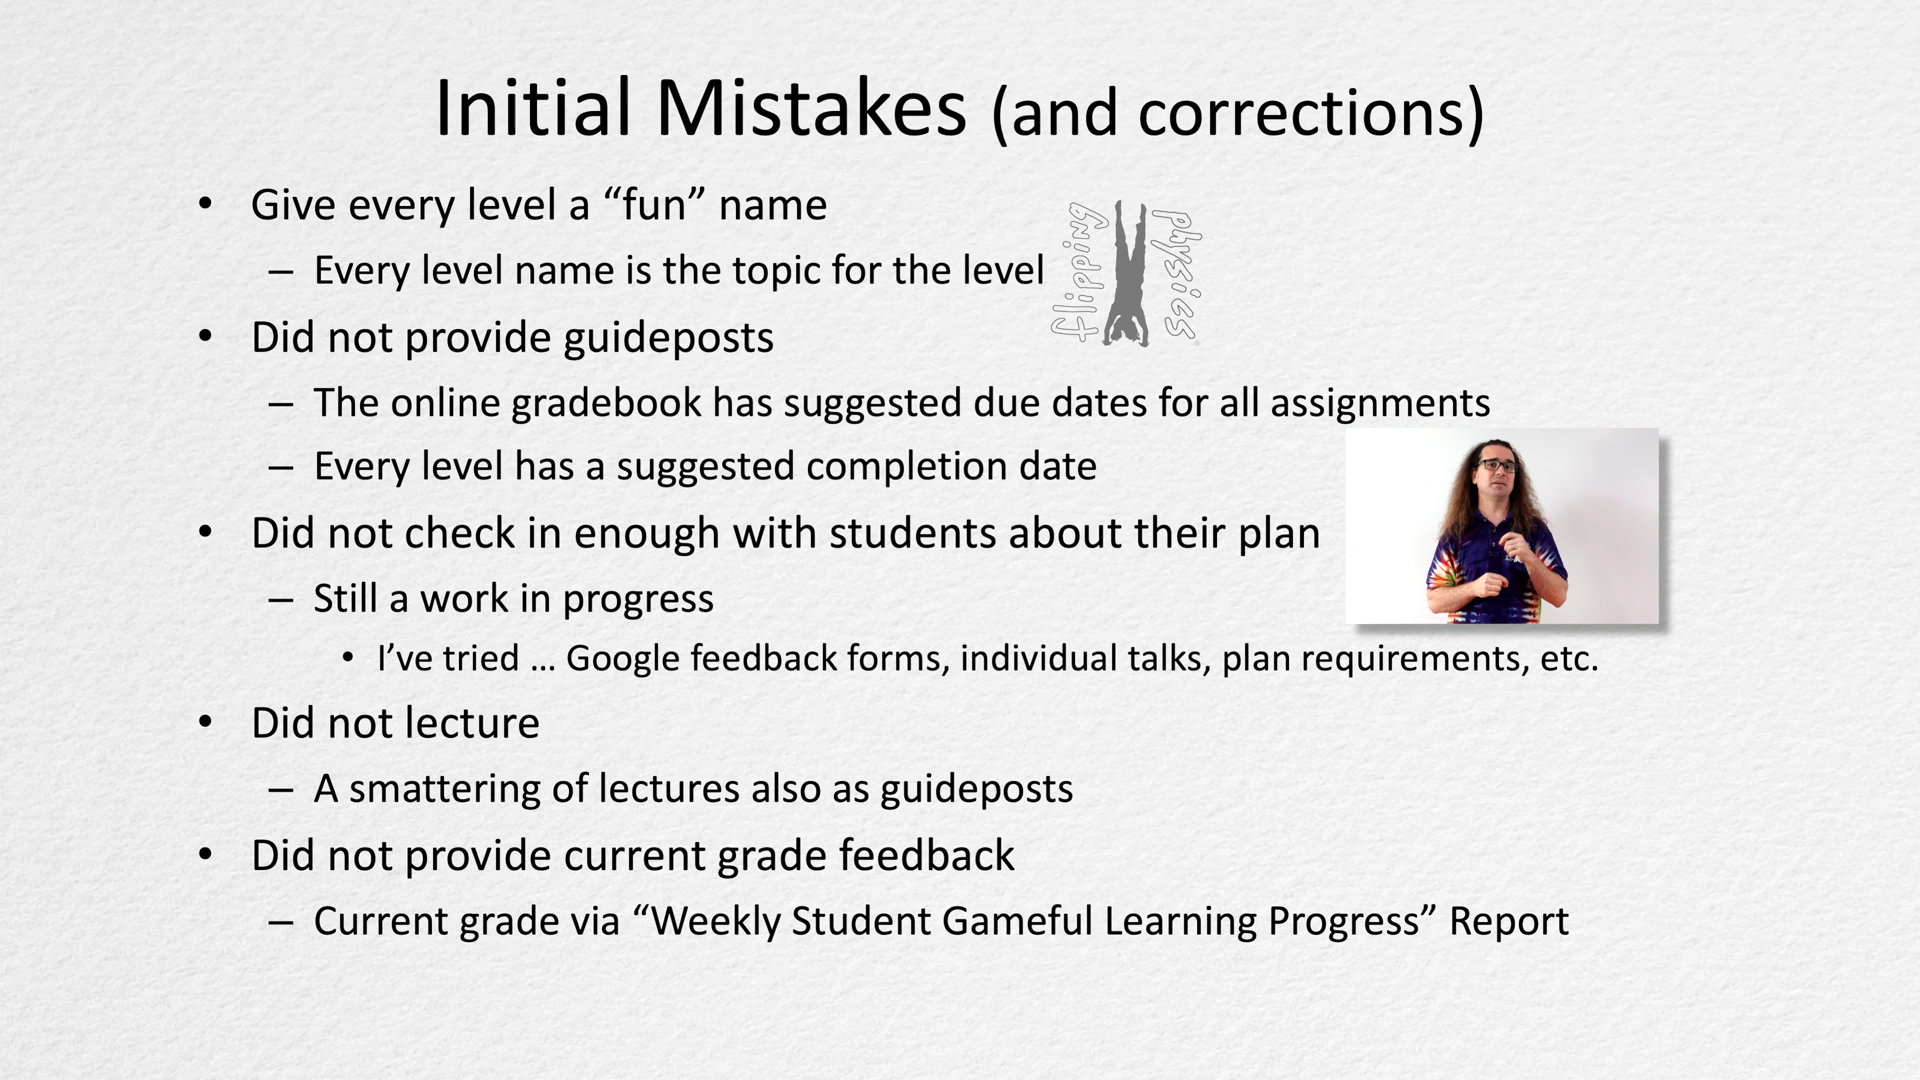 Initial Mistakes (and corrections)
• Give every level a “fun” name
– Every level name is the topic for the level
flipping physics
• Did not provide guideposts
– The online gradebook has suggested due dates for all assignments
– Every level has a suggested completion date
• Did not check in enough with students about their plan
– Still a work in progress
• I’ve tried … Google feedback forms, individual talks, plan requirements, etc.
• Did not lecture
– A smattering of lectures also as guideposts
• Did not provide current grade feedback
– Current grade via “Weekly Student Gameful Learning Progress” Report